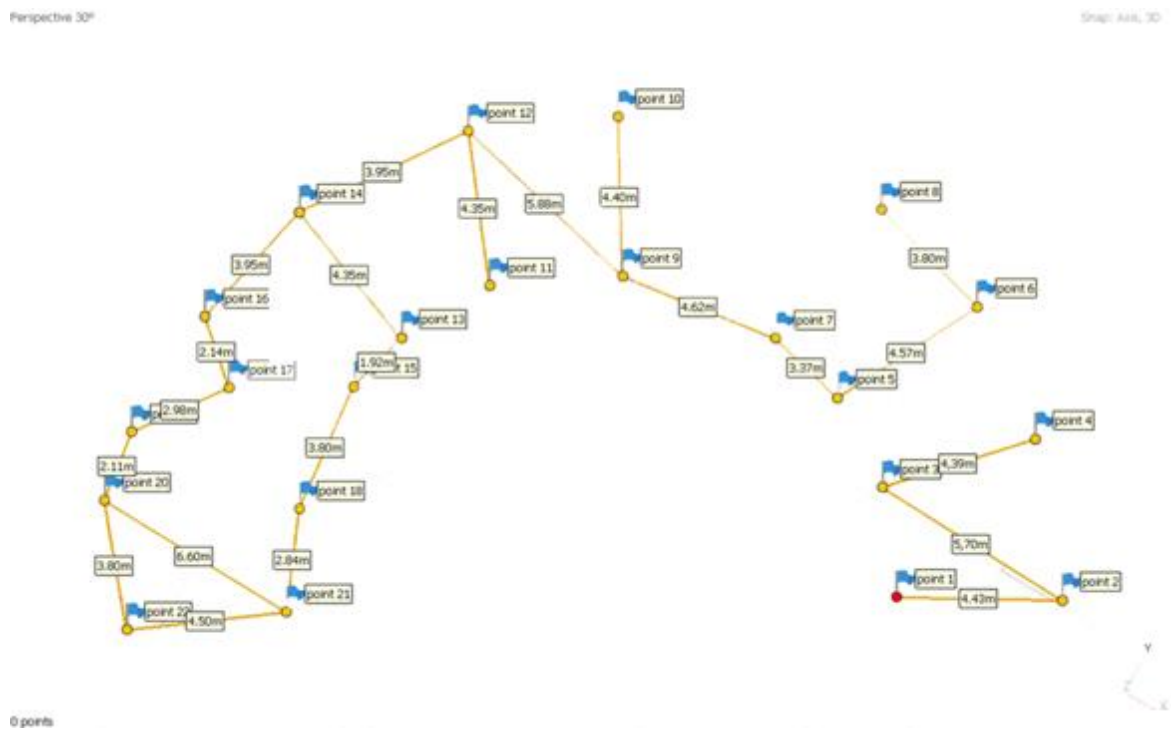 Perspective 30°
Snap: Axis, 3D
point 10
point 12
3.95m
point 14
point 8
4.40m
5.88m
4.35m
point 9
point 11
3.80m
3.95m
4.35m
point 6
point 16
4.62m
point 7
point 13
2.14m
4.57m
1.92m
15
3.37m
point 17
point 5
2.98m
point 4
3.80m
2.11m
point 3
4,39m
point 20
point 18
5,70m
6.60m
2.84m
3.80m
point 1
point 2
point 21
4.43m
point 22
4.50m
Y
Z
X
0 points